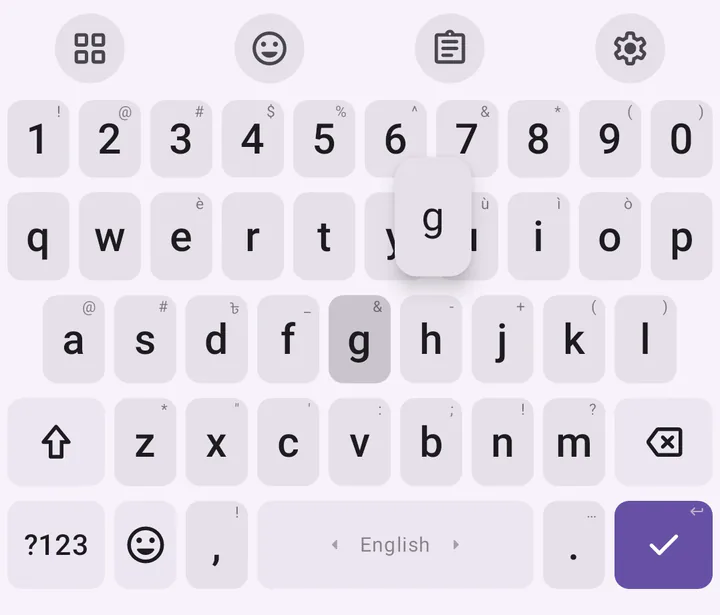 ! @ # $ % ^ & * ( )
1 2 3 4 5 6 7 8 9 0
è ù ì ò
q w e r t y g i o p
@ # ъ _ & - + ( )
a s d f g h j k l
* " ' : ; ! ?
z x c v b n m
! …
?123 , English .